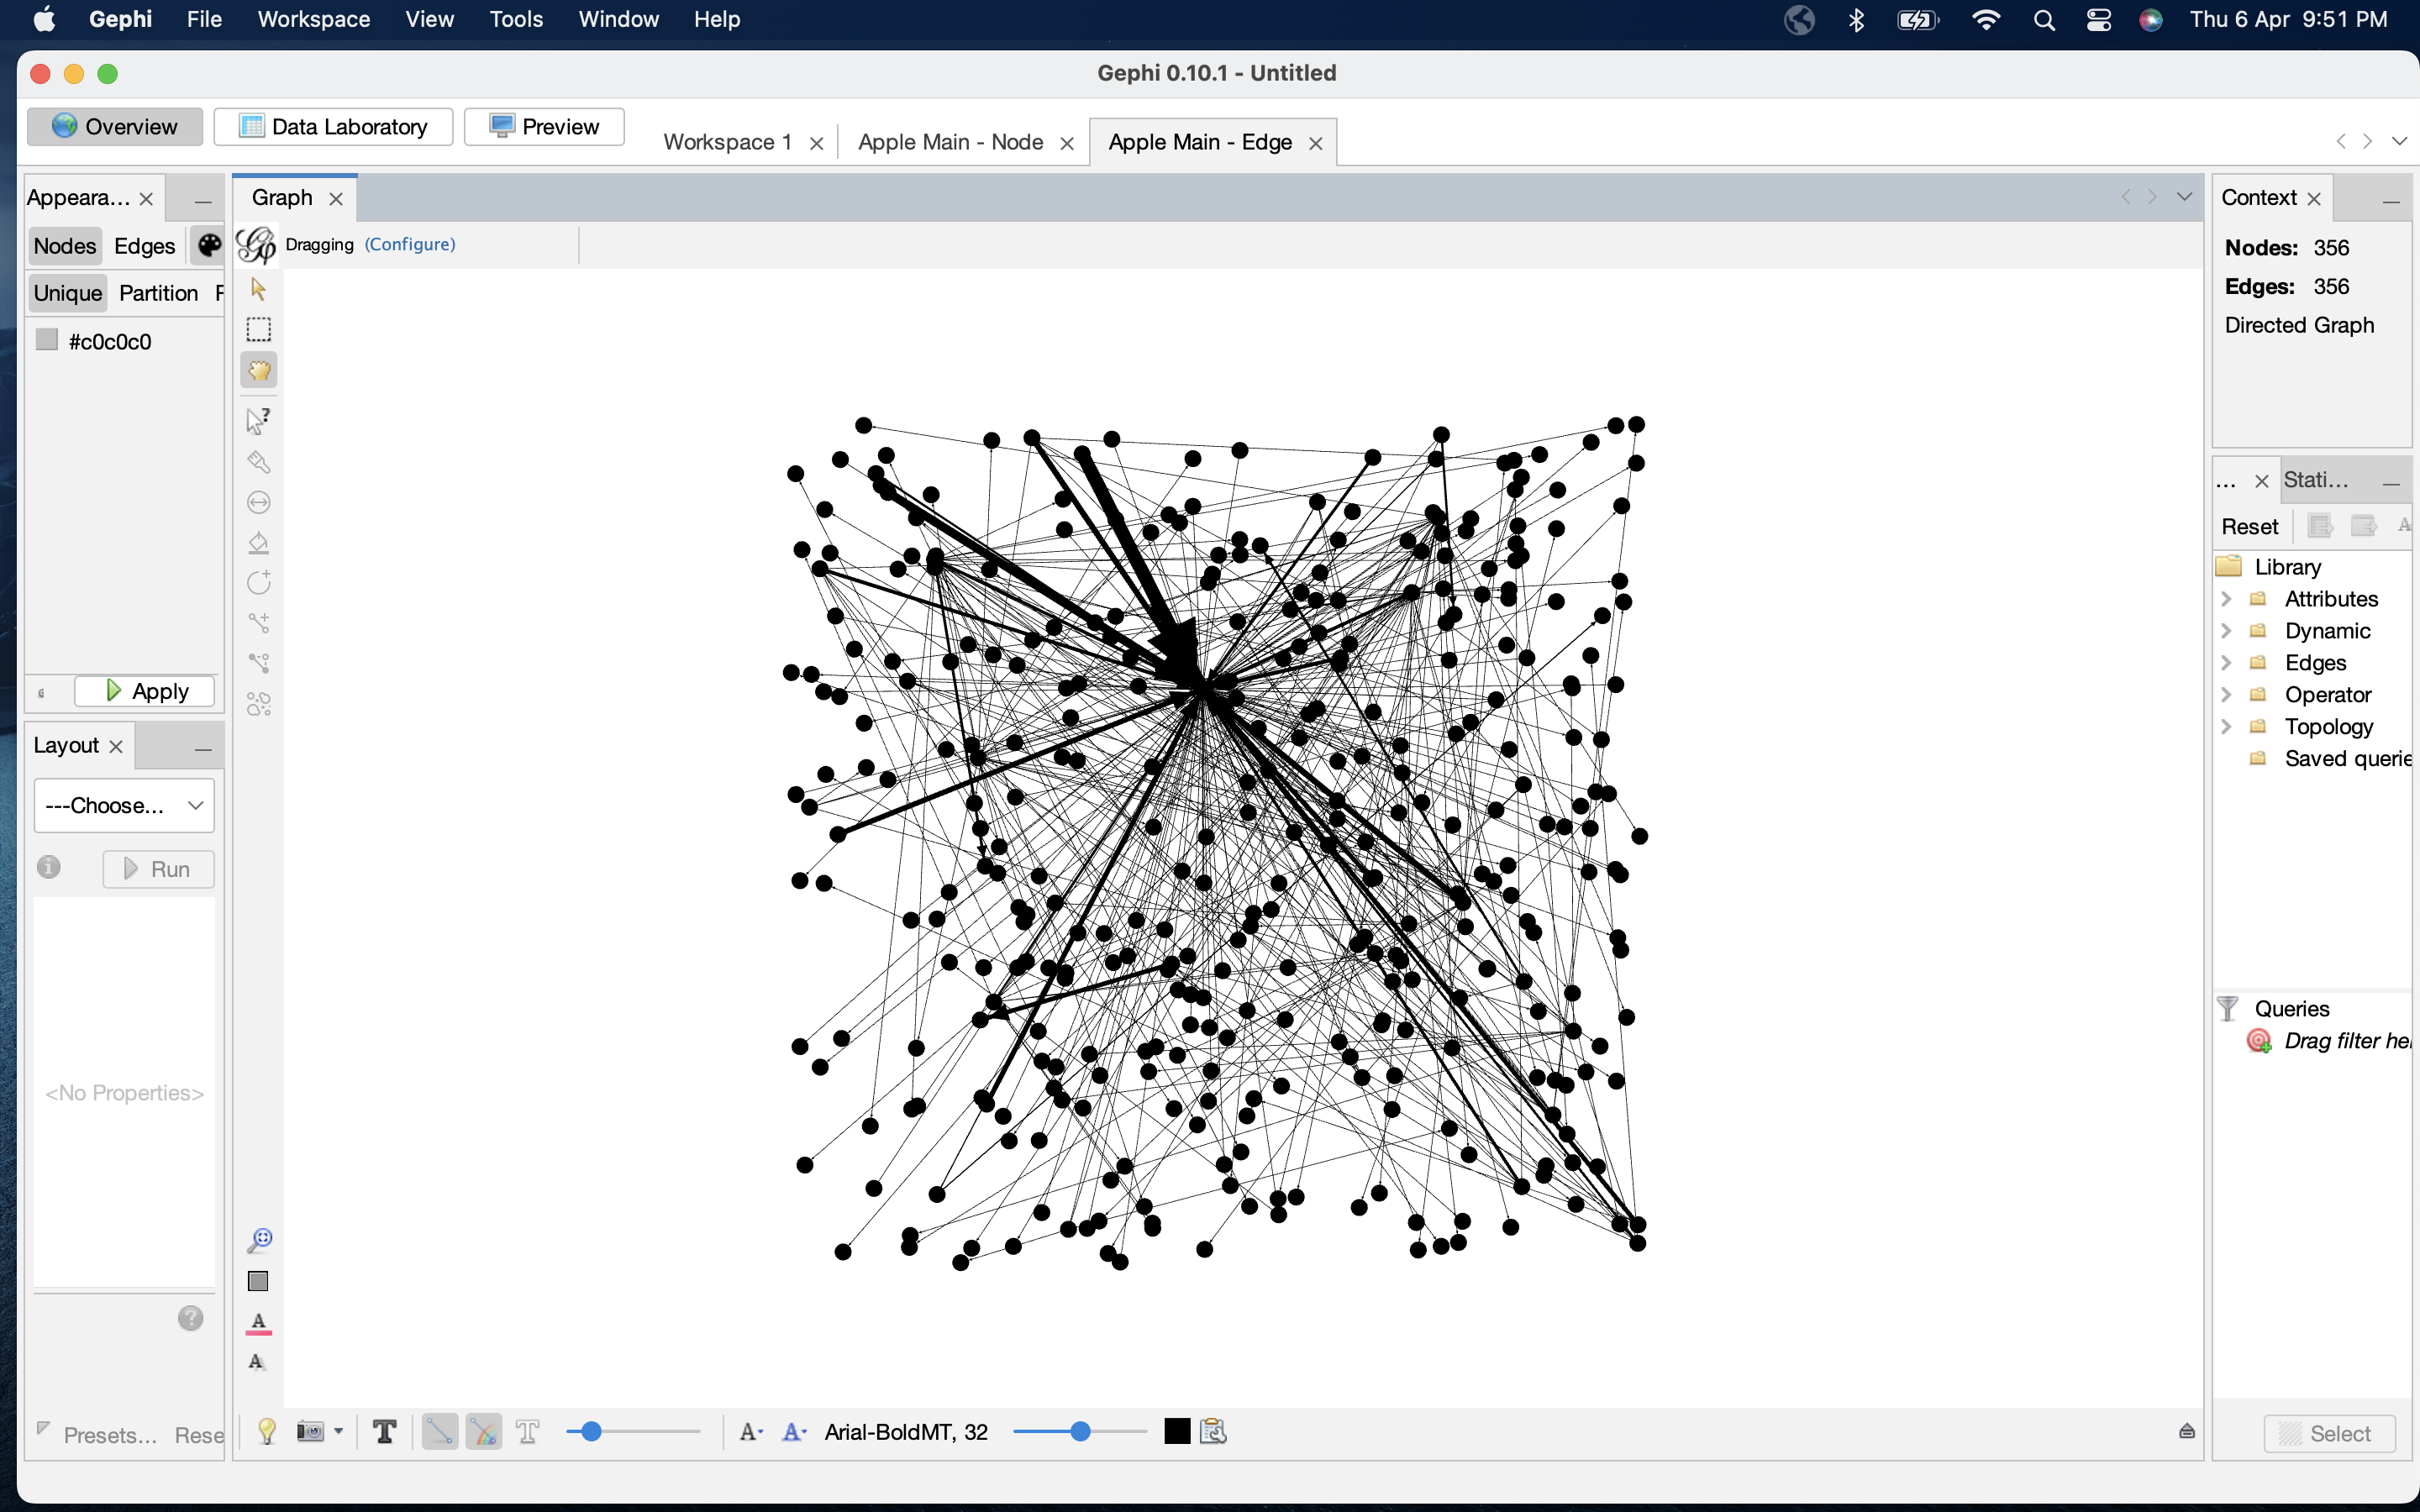 Gephi File Workspace View Tools Window Help Thu 6 Apr 9:51 PM
Gephi 0.10.1 - Untitled
Overview Data Laboratory Preview
Workspace 1 Apple Main - Node Apple Main - Edge
Appeara...
Nodes Edges
Unique Partition
#c0c0c0
Apply
Layout
---Choose...
Run
<No Properties>
Presets... Rese
Graph
Dragging (Configure)
Arial-BoldMT, 32
Context
Nodes: 356
Edges: 356
Directed Graph
... Stati...
Reset
Library
Attributes
Dynamic
Edges
Operator
Topology
Saved querie
Queries
Drag filter he
Select